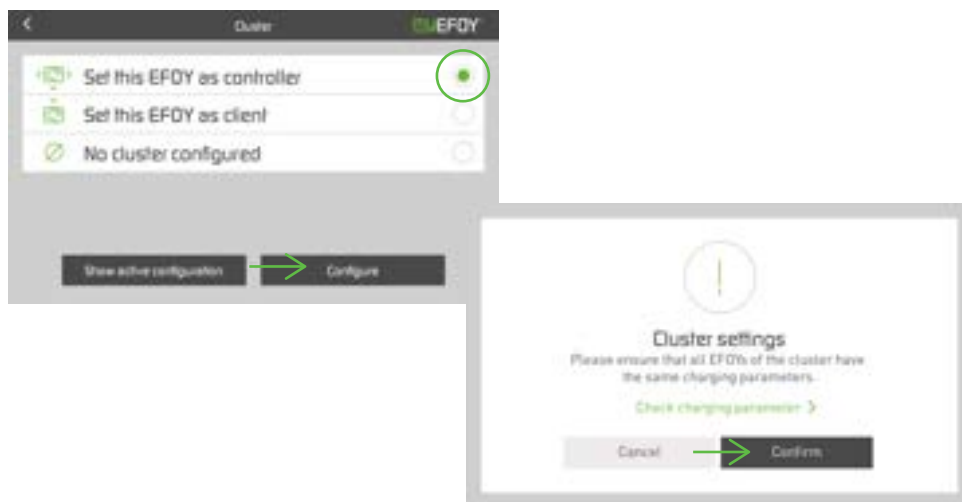 Cluster
EFOY
Set this EFOY as controller
Set this EFOY as client
No cluster configured
Show active configuration
Configure
Cluster settings
Please ensure that all EFOYs of the cluster have
the same charging parameters.
Check charging parameter >
Cancel
Confirm